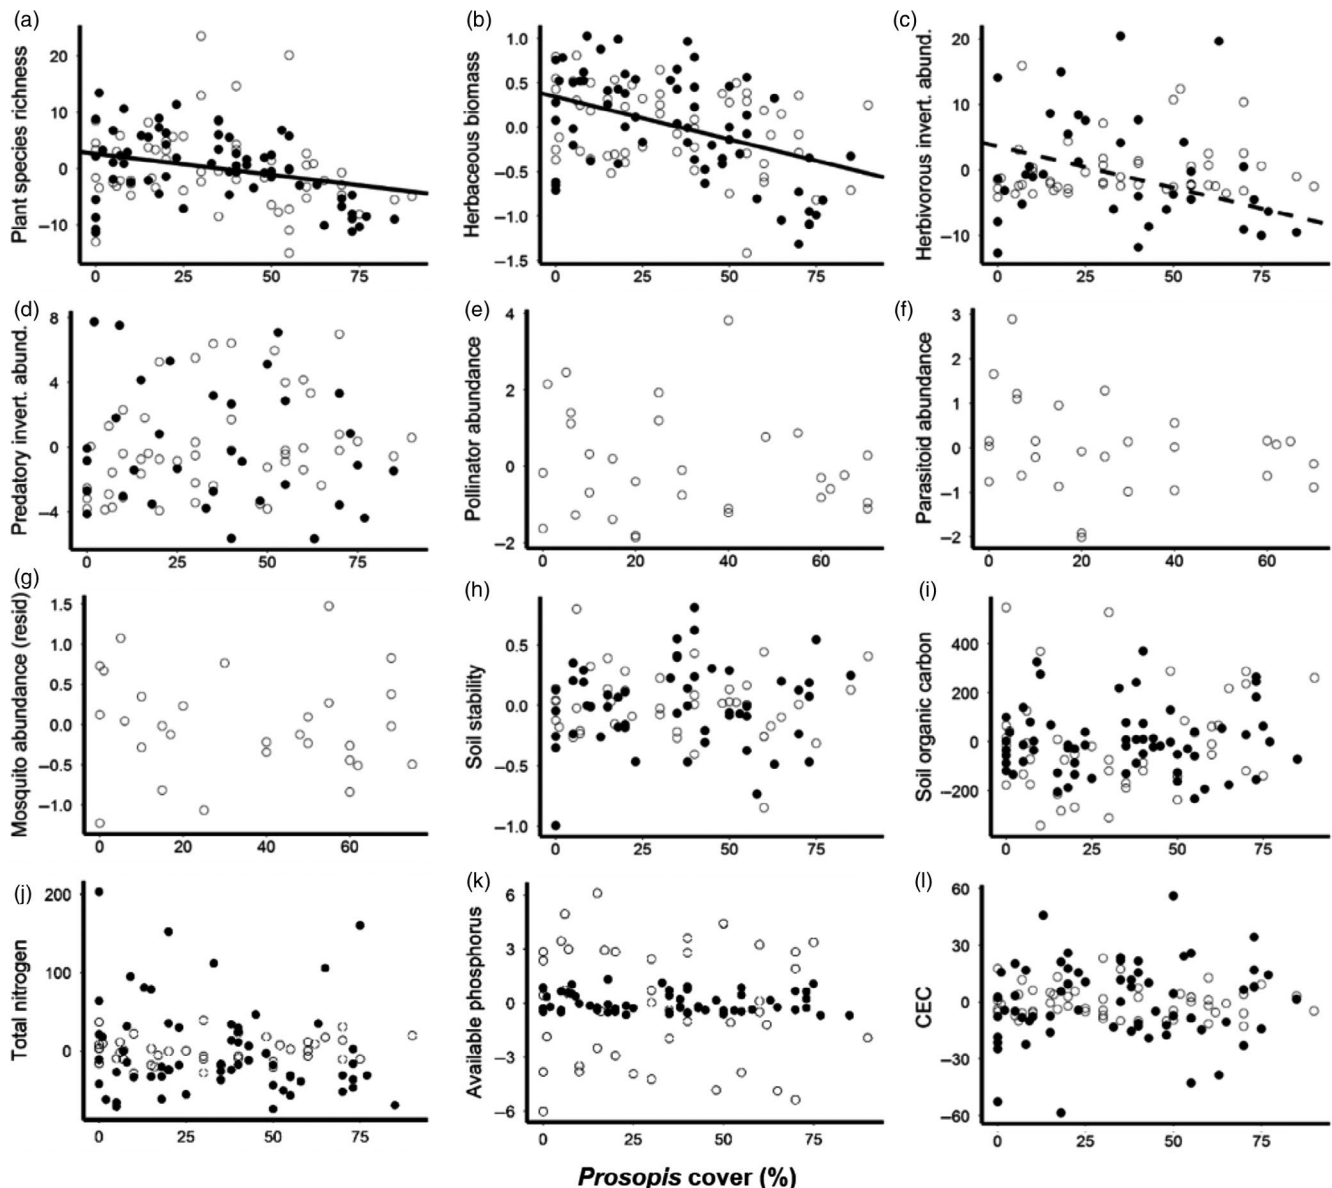 (a)
Plant species richness
20
10
0
−10
0 25 50 75
(b)
Herbaceous biomass
1.0
0.5
0.0
−0.5
−1.0
−1.5
0 25 50 75
(c)
Herbivorous invert. abund.
20
10
0
−10
0 25 50 75
(d)
Predatory invert. abund.
8
4
0
−4
0 25 50 75
(e)
Pollinator abundance
4
2
0
−2
0 20 40 60
(f)
Parasitoid abundance
3
2
1
0
−1
−2
0 20 40 60
(g)
Mosquito abundance (resid)
1.5
1.0
0.5
0.0
−0.5
−1.0
0 20 40 60
(h)
Soil stability
0.5
0.0
−0.5
−1.0
0 25 50 75
(i)
Soil organic carbon
400
200
0
−200
0 25 50 75
(j)
Total nitrogen
200
100
0
0 25 50 75
(k)
Available phosphorus
6
3
0
−3
−6
0 25 50 75
(l)
CEC
60
30
0
−30
−60
0 25 50 75
Prosopis cover (%)